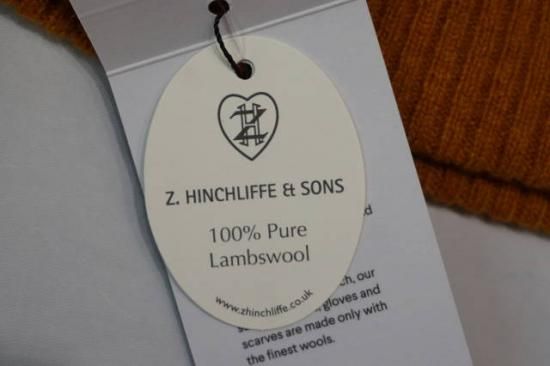 Z. HINCHLIFFE & SONS
100% Pure
Lambswool
www.zhinchliffe.co.uk
our
gloves and
scarves are made only with
the finest wools.